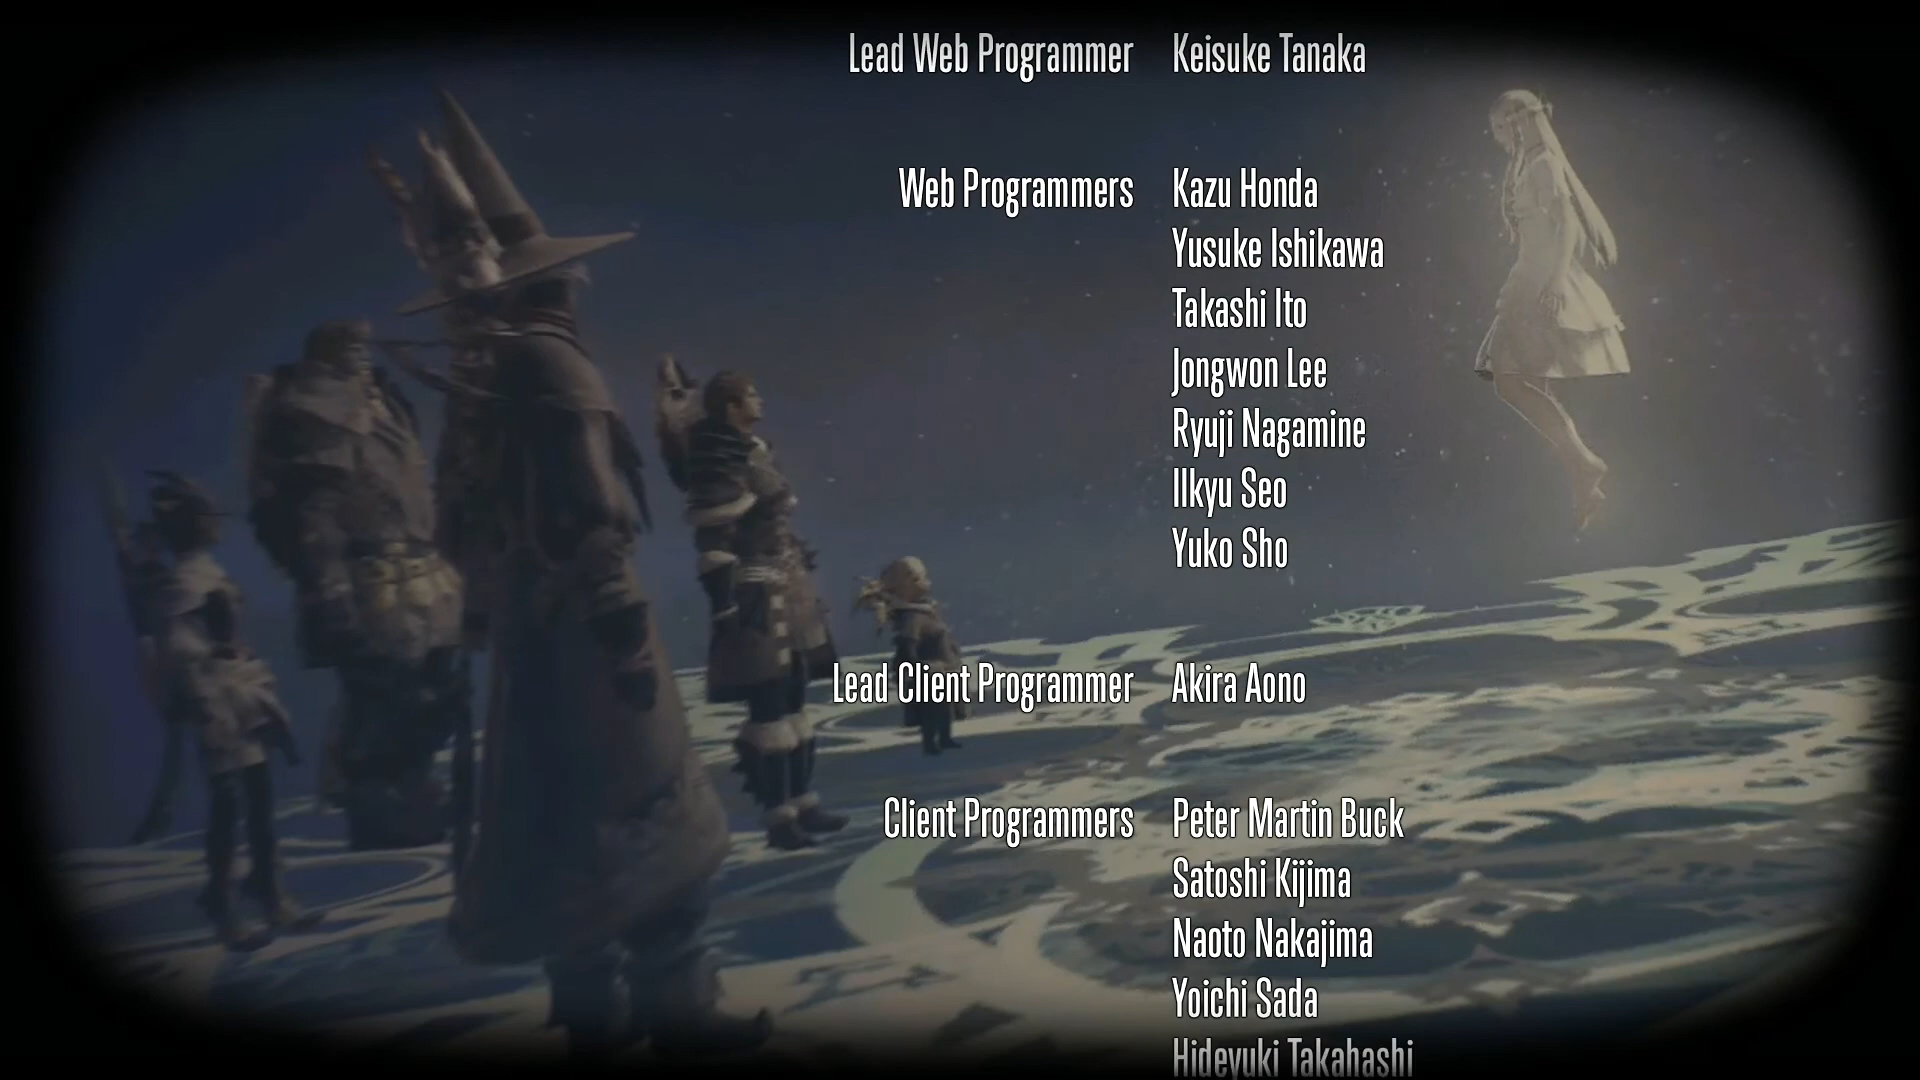 Lead Web Programmer Keisuke Tanaka
Web Programmers Kazu Honda
Yusuke Ishikawa
Takashi Ito
Jongwon Lee
Ryuji Nagamine
Ilkyu Seo
Yuko Sho
Lead Client Programmer Akira Aono
Client Programmers Peter Martin Buck
Satoshi Kijima
Naoto Nakajima
Yoichi Sada
Hideyuki Takahashi